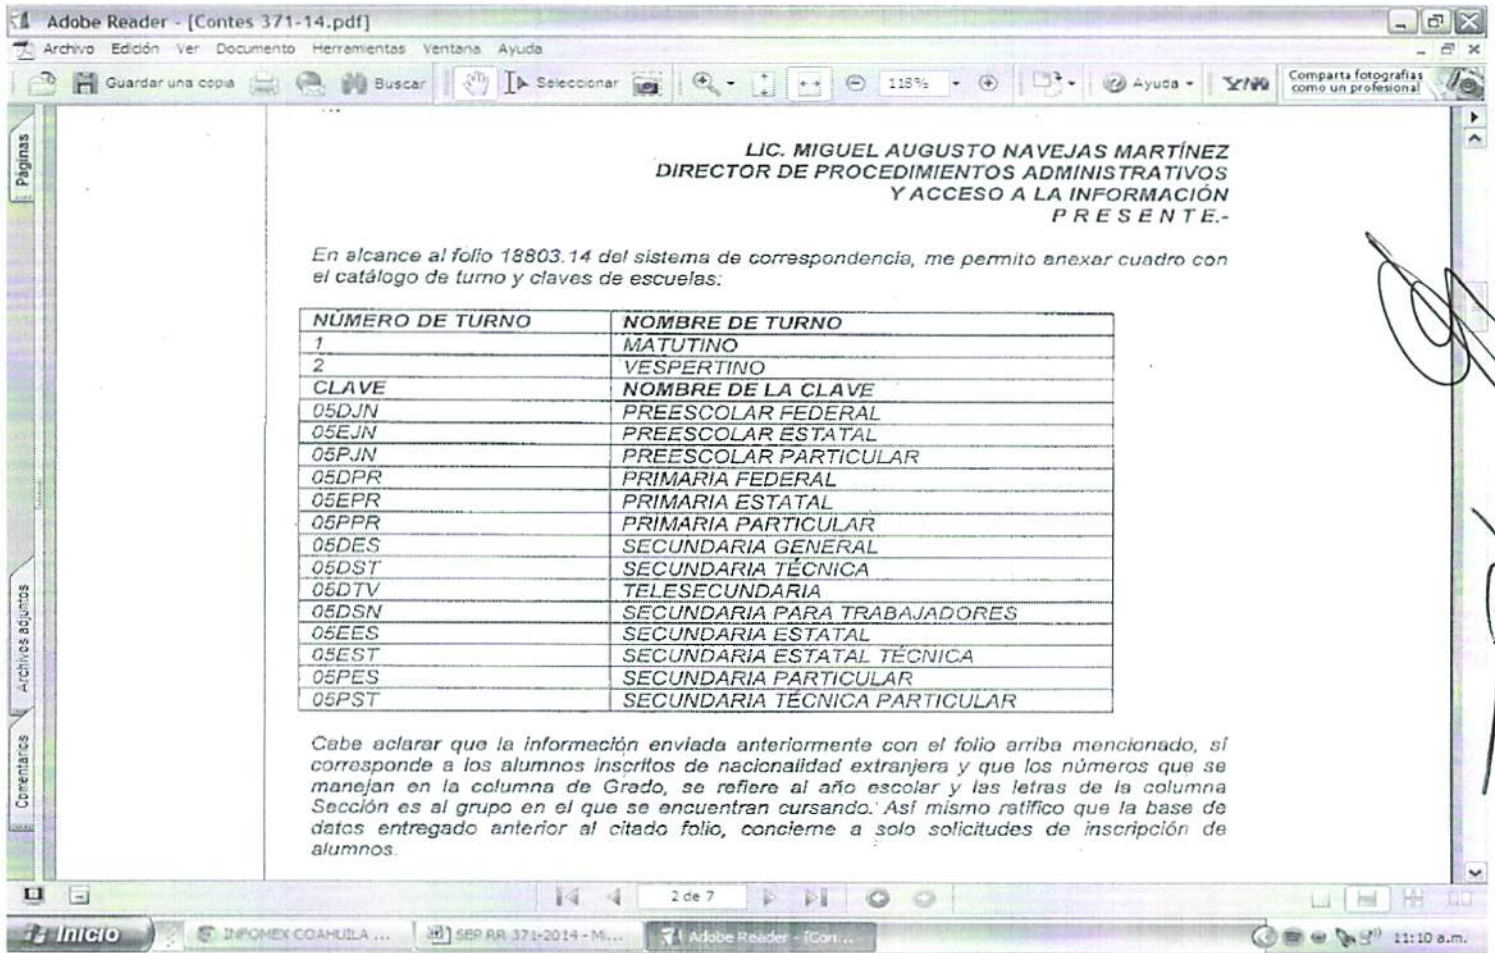 Adobe Reader - [Contes 371-14.pdf]
Archivo Edición Ver Documento Herramientas Ventana Ayuda
Guardar una copia Buscar Seleccionar 118% Ayuda Comparta fotografías
como un profesional
Páginas
LIC. MIGUEL AUGUSTO NAVEJAS MARTÍNEZ
DIRECTOR DE PROCEDIMIENTOS ADMINISTRATIVOS
Y ACCESO A LA INFORMACIÓN
P R E S E N T E.-
En alcance al folio 18803.14 del sistema de correspondencia, me permito anexar cuadro con
el catálogo de turno y claves de escuelas:
NÚMERO DE TURNO NOMBRE DE TURNO
1 MATUTINO
2 VESPERTINO
CLAVE NOMBRE DE LA CLAVE
05DJN PREESCOLAR FEDERAL
05EJN PREESCOLAR ESTATAL
05PJN PREESCOLAR PARTICULAR
05DPR PRIMARIA FEDERAL
05EPR PRIMARIA ESTATAL
05PPR PRIMARIA PARTICULAR
05DES SECUNDARIA GENERAL
05DST SECUNDARIA TÉCNICA
05DTV TELESECUNDARIA
05DSN SECUNDARIA PARA TRABAJADORES
05EES SECUNDARIA ESTATAL
05EST SECUNDARIA ESTATAL TÉCNICA
05PES SECUNDARIA PARTICULAR
05PST SECUNDARIA TÉCNICA PARTICULAR
Archivos adjuntos
Comentarios
Cabe aclarar que la información enviada anteriormente con el folio arriba mencionado, sí
corresponde a los alumnos inscritos de nacionalidad extranjera y que los números que se
manejan en la columna de Grado, se refiere al año escolar y las letras de la columna
Sección es al grupo en el que se encuentran cursando. Así mismo ratifico que la base de
datos entregado anterior al citado folio, concierne a solo solicitudes de inscripción de
alumnos.
2 de 7
Inicio INFOMEX COAHUILA ... SEP RR 371-2014 - Mi... Adobe Reader - [Con... 11:10 a.m.